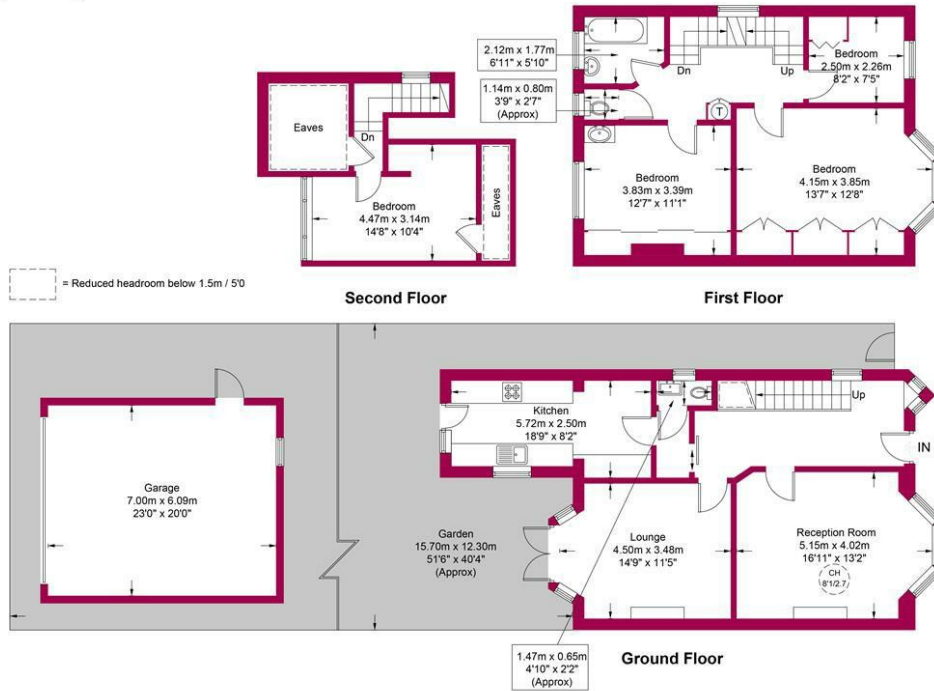 2.12m x 1.77m
6'11" x 5'10"
1.14m x 0.80m
3'9" x 2'7"
(Approx)
Dn
Up
Bedroom
2.50m x 2.26m
8'2" x 7'5"
T
Bedroom
3.83m x 3.39m
12'7" x 11'1"
Bedroom
4.15m x 3.85m
13'7" x 12'8"
First Floor
Eaves
Dn
Bedroom
4.47m x 3.14m
14'8" x 10'4"
Eaves
Second Floor
= Reduced headroom below 1.5m / 5'0
Garage
7.00m x 6.09m
23'0" x 20'0"
Garden
15.70m x 12.30m
51'6" x 40'4"
(Approx)
Kitchen
5.72m x 2.50m
18'9" x 8'2"
Up
IN
Lounge
4.50m x 3.48m
14'9" x 11'5"
Reception Room
5.15m x 4.02m
16'11" x 13'2"
CH
8'1/2.7
1.47m x 0.65m
4'10" x 2'2"
(Approx)
Ground Floor